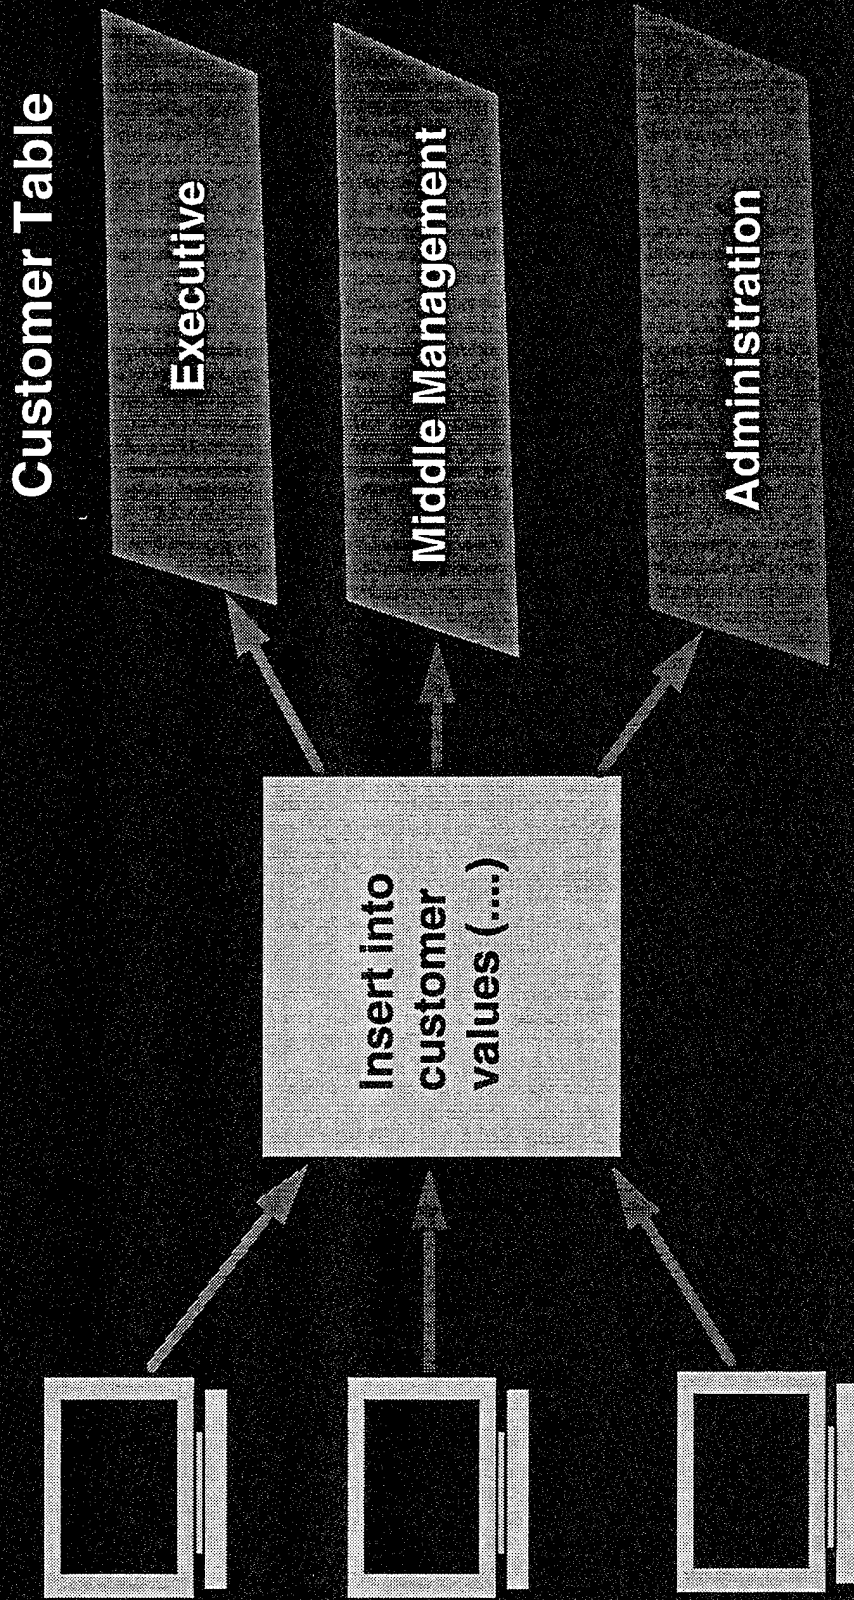 Customer Table
Executive
Middle Management
Administration
Insert into
customer
values (....)